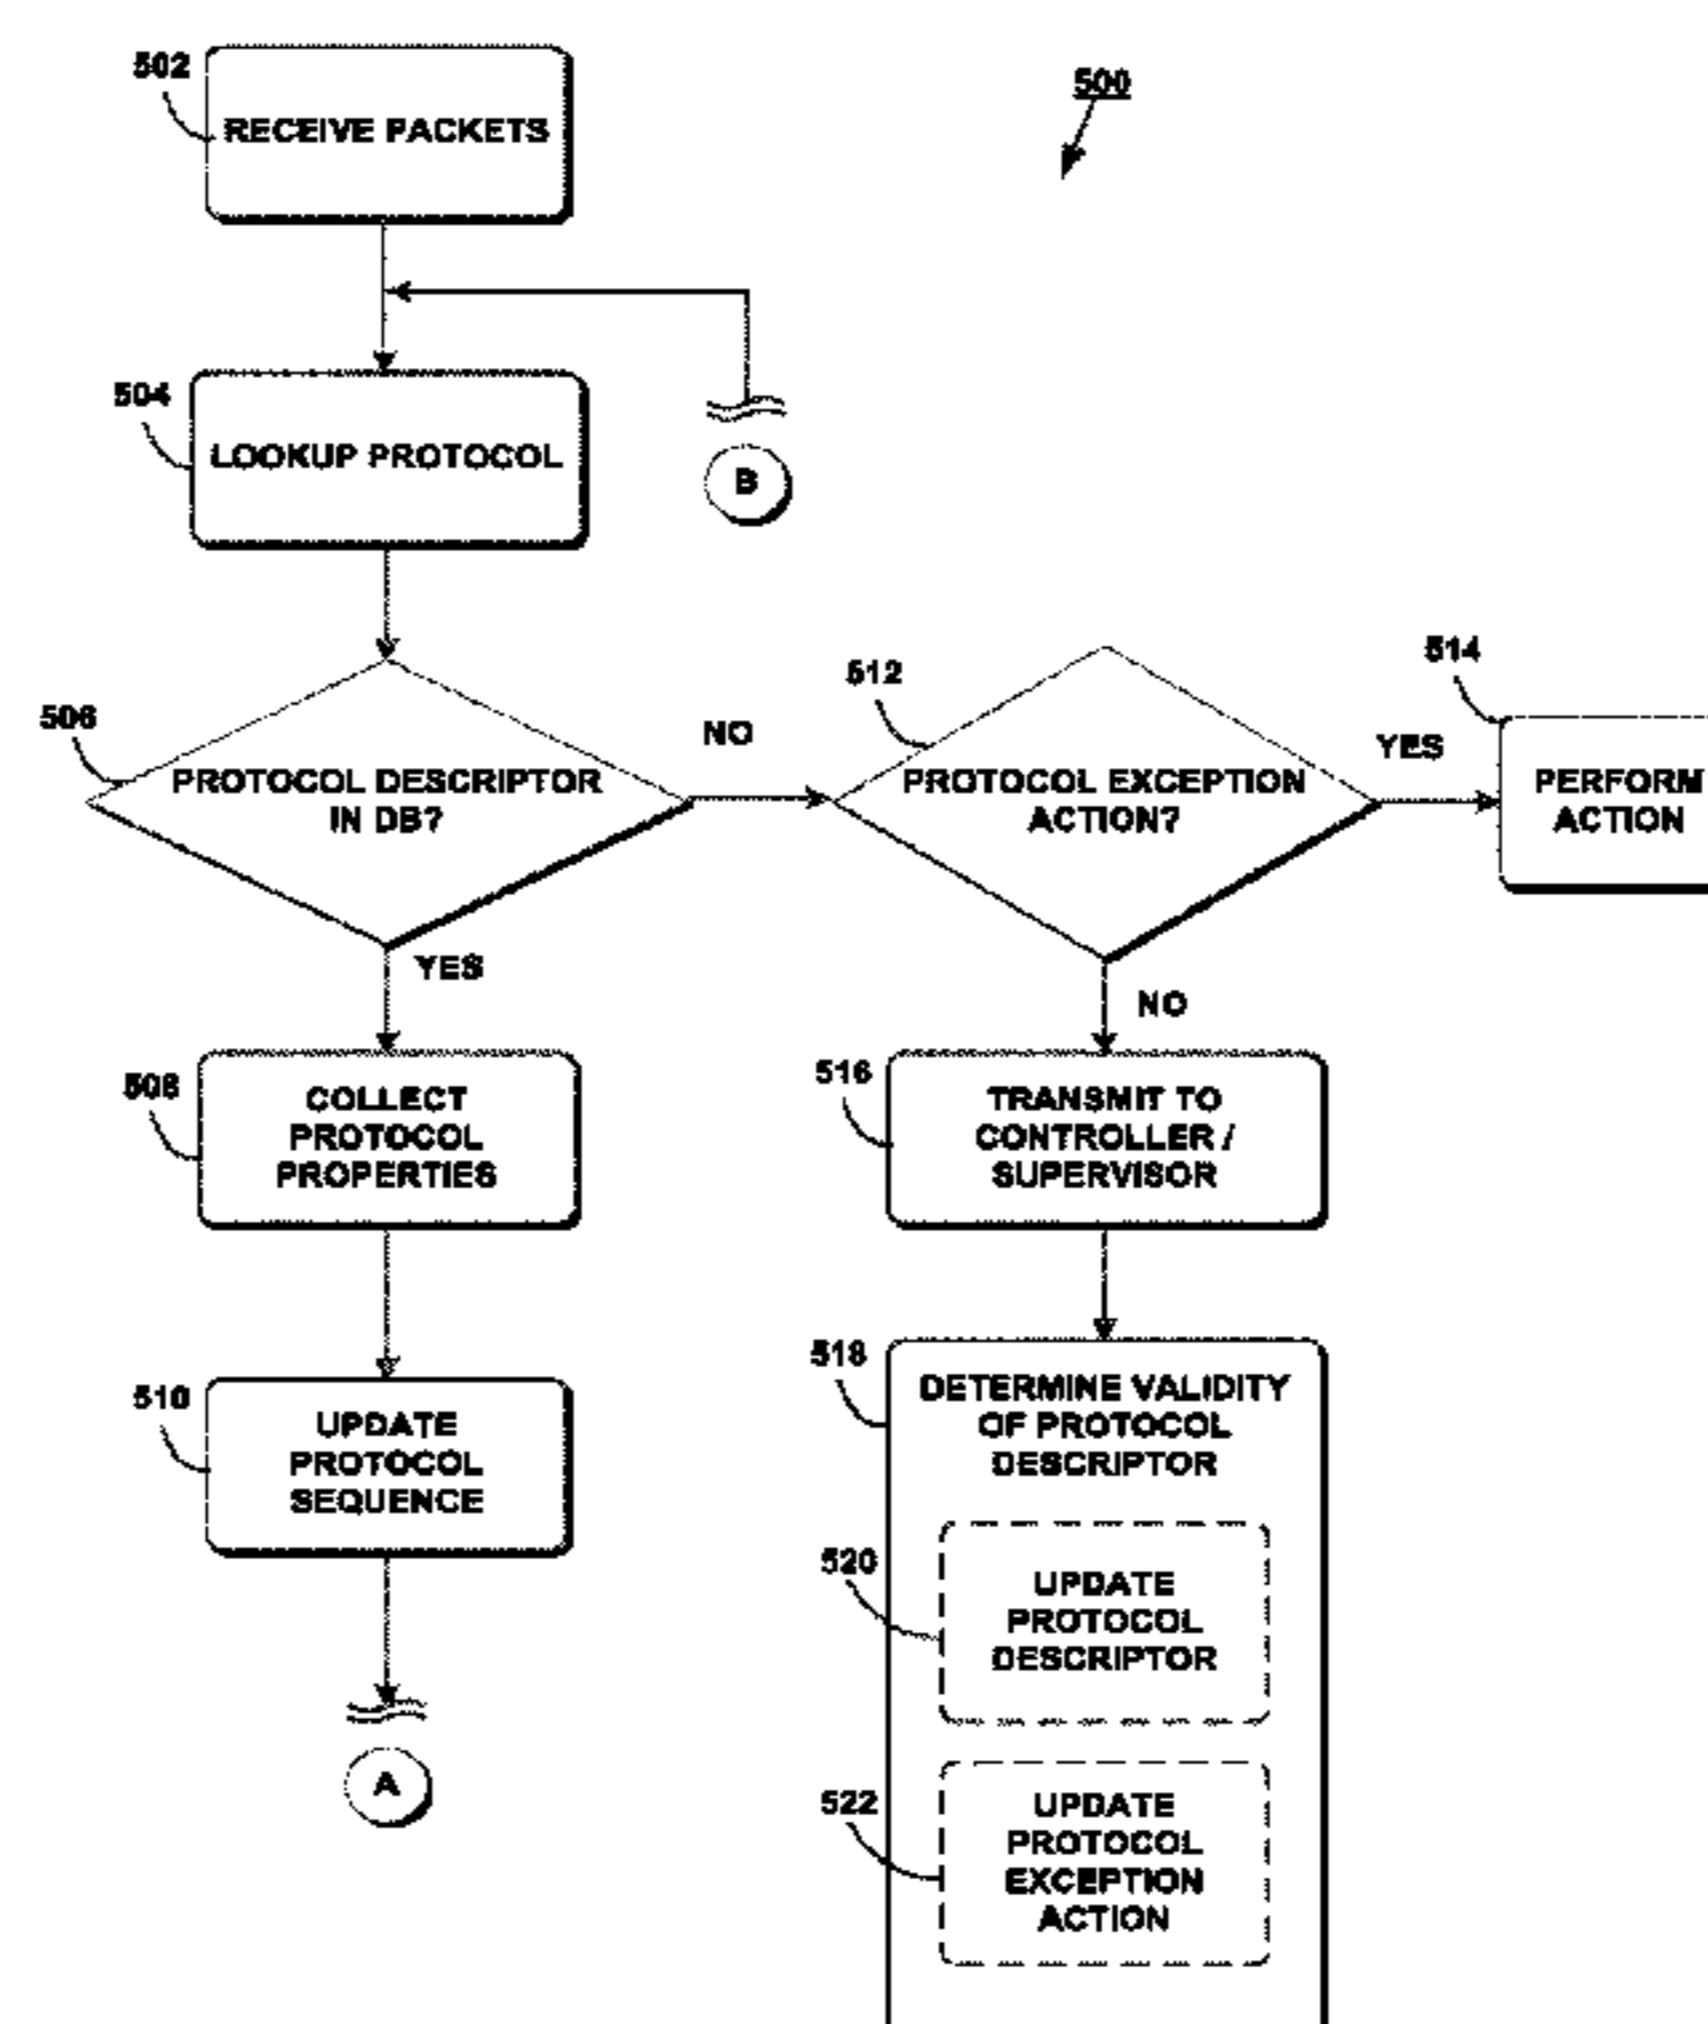 502
RECEIVE PACKETS
500
504
LOOKUP PROTOCOL
B
506
PROTOCOL DESCRIPTOR
IN DB?
NO
YES
512
PROTOCOL EXCEPTION
ACTION?
YES
NO
514
PERFORM
ACTION
508
COLLECT
PROTOCOL
PROPERTIES
516
TRANSMIT TO
CONTROLLER /
SUPERVISOR
510
UPDATE
PROTOCOL
SEQUENCE
A
518
DETERMINE VALIDITY
OF PROTOCOL
DESCRIPTOR
520
UPDATE
PROTOCOL
DESCRIPTOR
522
UPDATE
PROTOCOL
EXCEPTION
ACTION